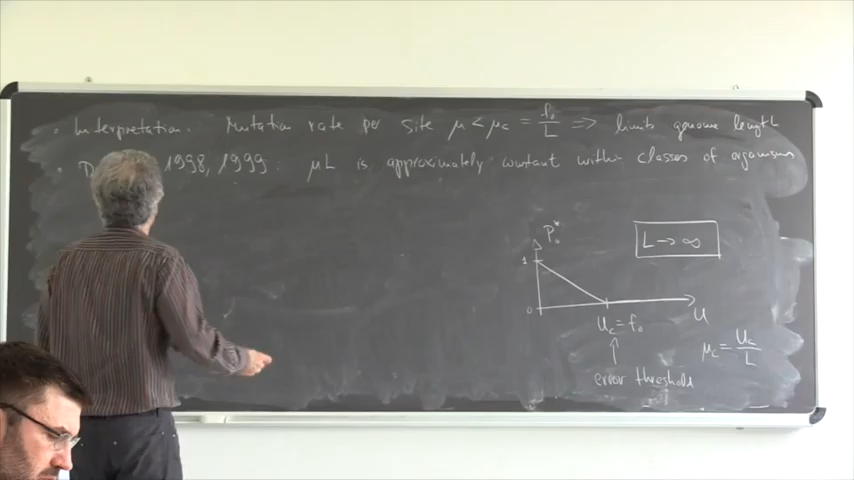 • Interpretation. Mutation rate per site μ < μc = f₀/L ⇒ limits genome length
• 1998, 1999: μL is approximately constant within classes of organisms
P₀*
L → ∞
1
0
Uc = f₀
U
μc = Uc/L
error threshold